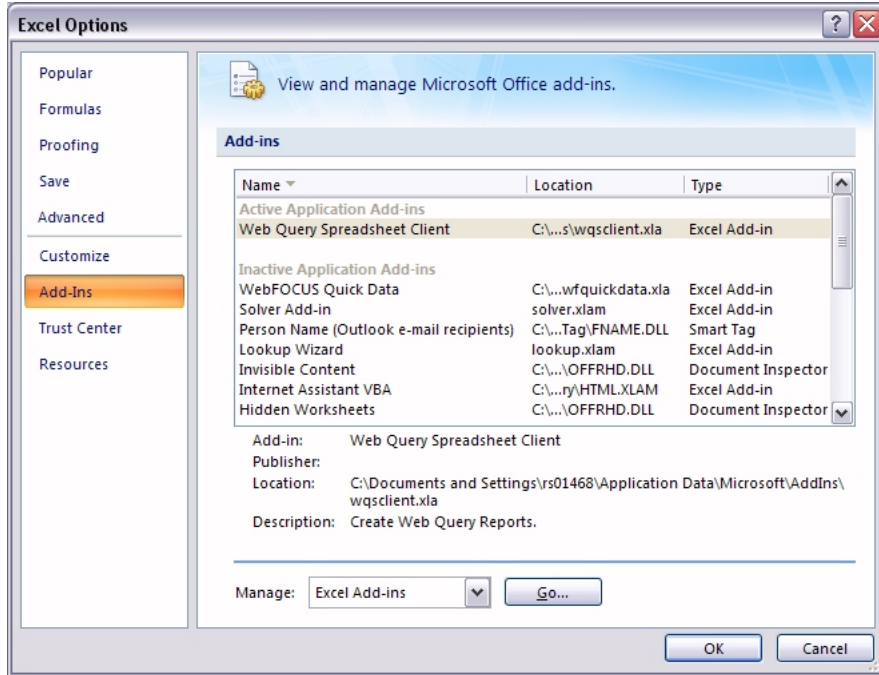 Excel Options
Popular
Formulas
Proofing
Save
Advanced
Customize
Add-Ins
Trust Center
Resources
View and manage Microsoft Office add-ins.
Add-ins
Name Location Type
Active Application Add-ins
Web Query Spreadsheet Client C:\...s\wqsclient.xla Excel Add-in
Inactive Application Add-ins
WebFOCUS Quick Data C:\...wfquickdata.xla Excel Add-in
Solver Add-in solver.xlam Excel Add-in
Person Name (Outlook e-mail recipients) C:\...Tag\FNAME.DLL Smart Tag
Lookup Wizard lookup.xlam Excel Add-in
Invisible Content C:\...\OFFRHD.DLL Document Inspector
Internet Assistant VBA C:\...ry\HTML.XLAM Excel Add-in
Hidden Worksheets C:\...\OFFRHD.DLL Document Inspector
Add-in: Web Query Spreadsheet Client
Publisher:
Location: C:\Documents and Settings\rs01468\Application Data\Microsoft\AddIns\
wqsclient.xla
Description: Create Web Query Reports.
Manage: Excel Add-ins Go...
OK Cancel